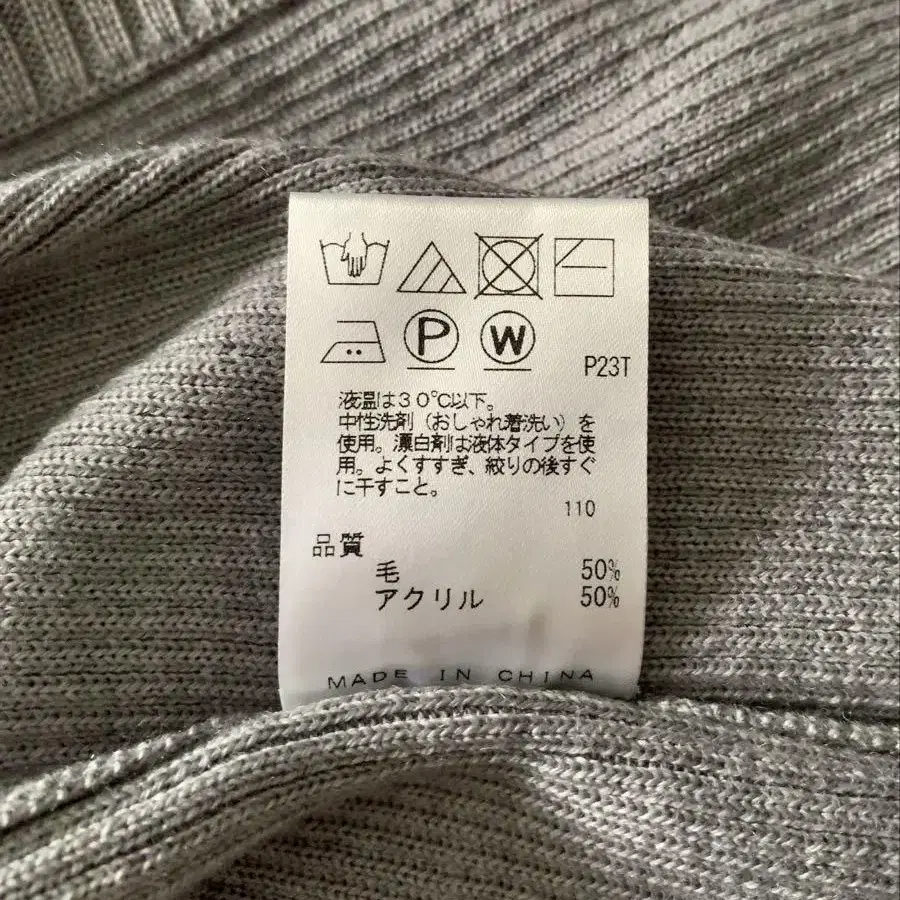 P W
P23T
液温は30℃以下。
中性洗剤（おしゃれ着洗い）を
使用。漂白剤は液体タイプを使
用。よくすすぎ、絞りの後すぐ
に干すこと。
110
品質
毛 50%
アクリル 50%
MADE IN CHINA